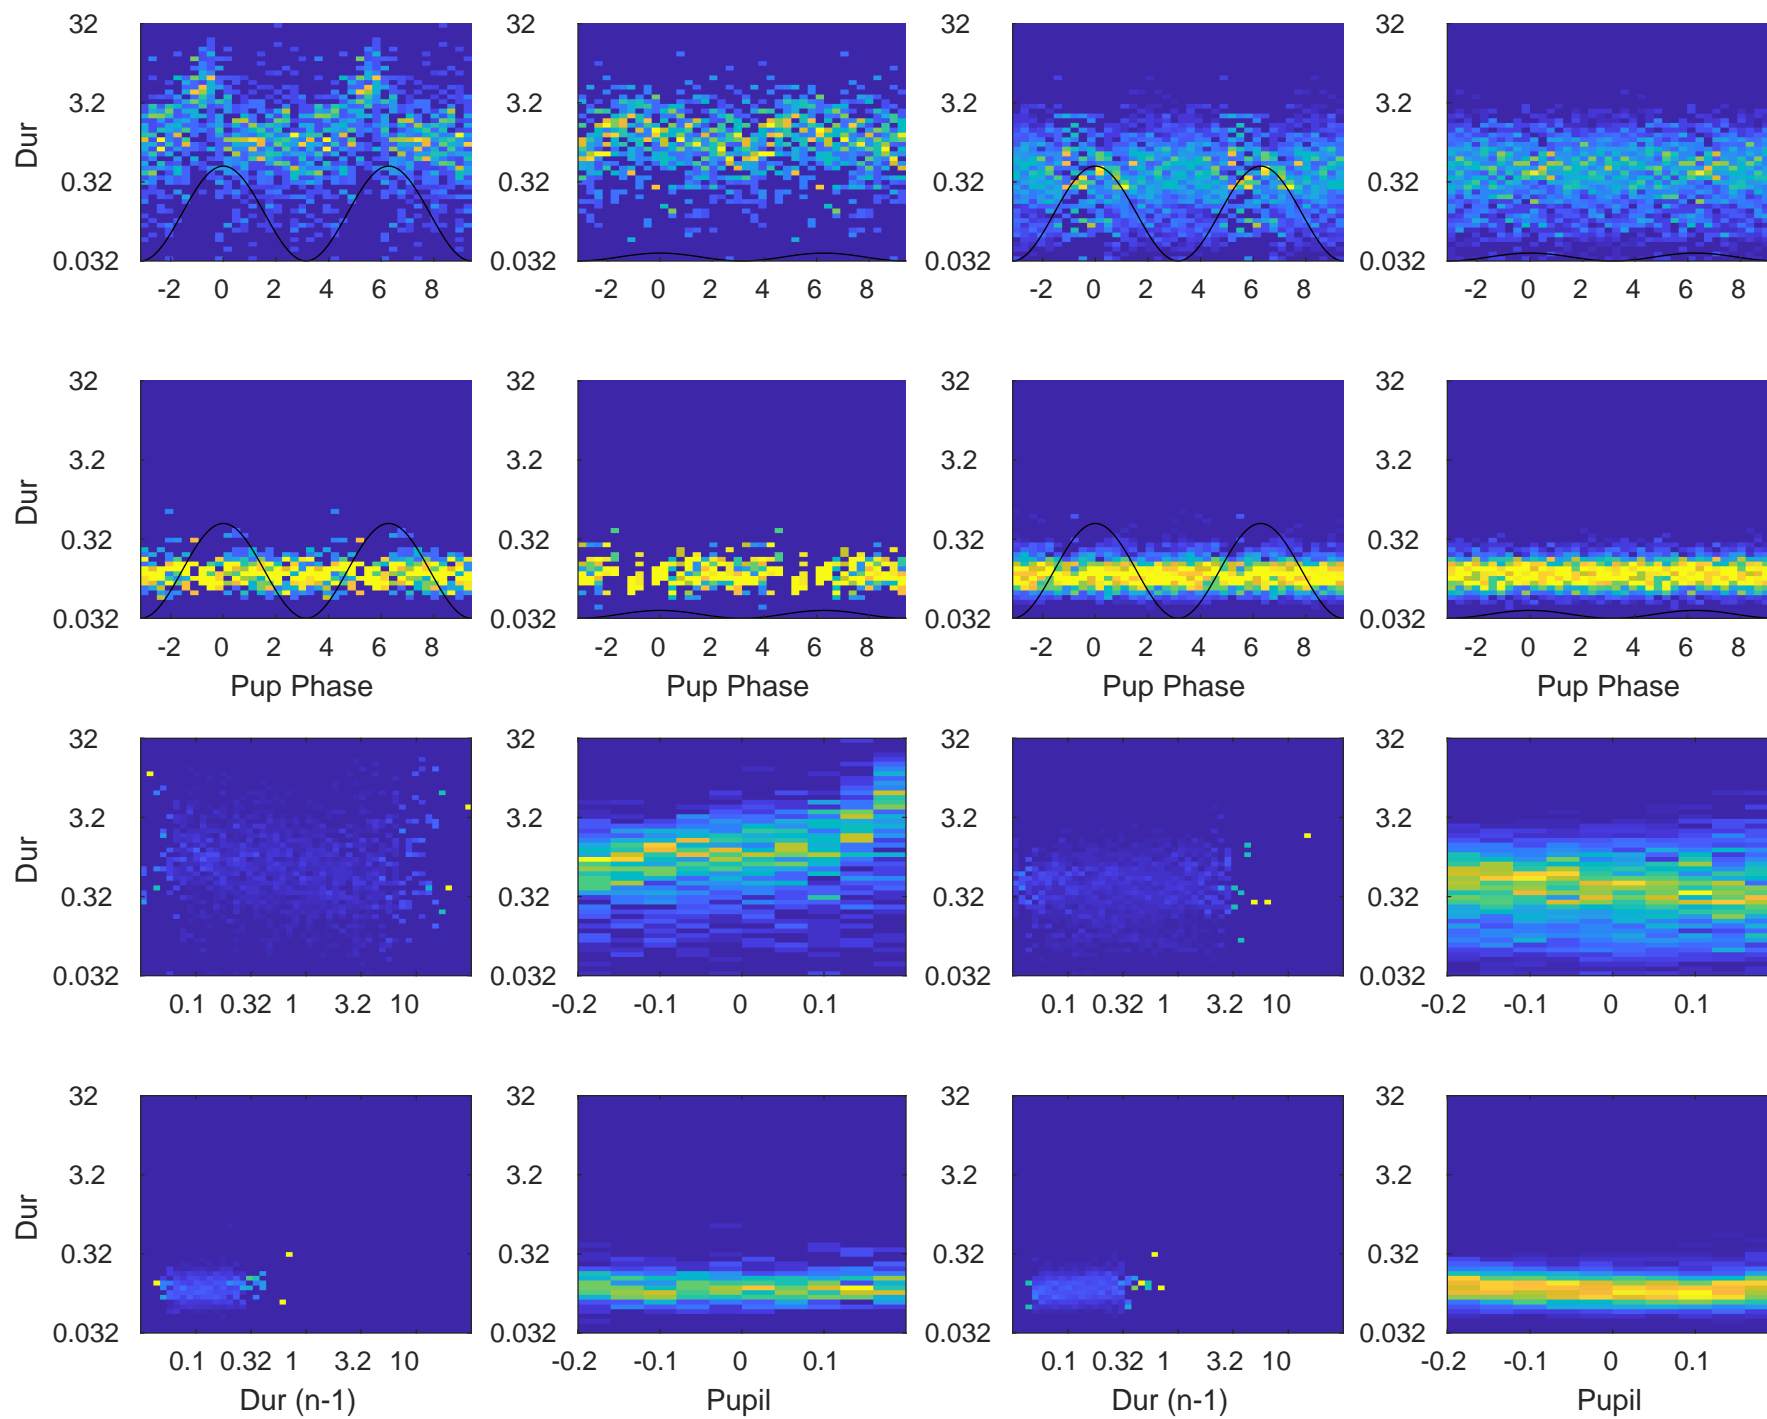 32 32 32 32
3.2 3.2 3.2 3.2
Dur
0.32 0.32 0.32 0.32
0.032 0.032 0.032 0.032
-2 0 2 4 6 8 -2 0 2 4 6 8 -2 0 2 4 6 8 -2 0 2 4 6 8
32 32 32 32
3.2 3.2 3.2 3.2
Dur
0.32 0.32 0.32 0.32
0.032 0.032 0.032 0.032
-2 0 2 4 6 8 -2 0 2 4 6 8 -2 0 2 4 6 8 -2 0 2 4 6 8
Pup Phase Pup Phase Pup Phase Pup Phase
32 32 32 32
3.2 3.2 3.2 3.2
Dur
0.32 0.32 0.32 0.32
0.032 0.032 0.032 0.032
0.1 0.32 1 3.2 10 -0.2 -0.1 0 0.1 0.1 0.32 1 3.2 10 -0.2 -0.1 0 0.1
32 32 32 32
3.2 3.2 3.2 3.2
Dur
0.32 0.32 0.32 0.32
0.032 0.032 0.032 0.032
0.1 0.32 1 3.2 10 -0.2 -0.1 0 0.1 0.1 0.32 1 3.2 10 -0.2 -0.1 0 0.1
Dur (n-1) Pupil Dur (n-1) Pupil